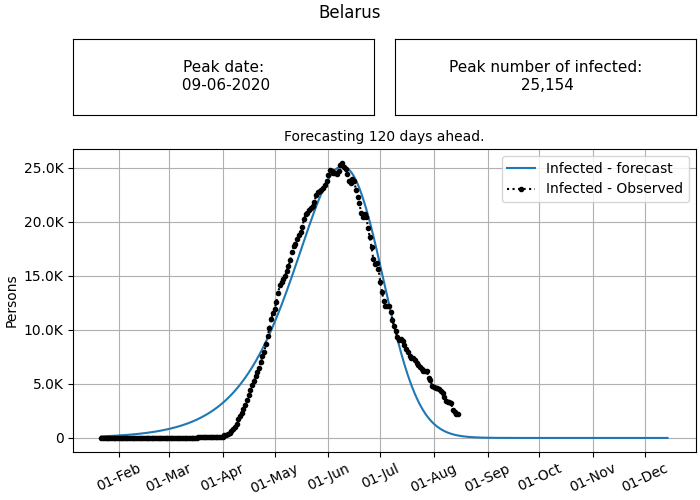 Belarus
Peak date:
09-06-2020
Peak number of infected:
25,154
Forecasting 120 days ahead.
Infected - forecast
Infected - Observed
Persons
25.0K
20.0K
15.0K
10.0K
5.0K
0
01-Feb
01-Mar
01-Apr
01-May
01-Jun
01-Jul
01-Aug
01-Sep
01-Oct
01-Nov
01-Dec